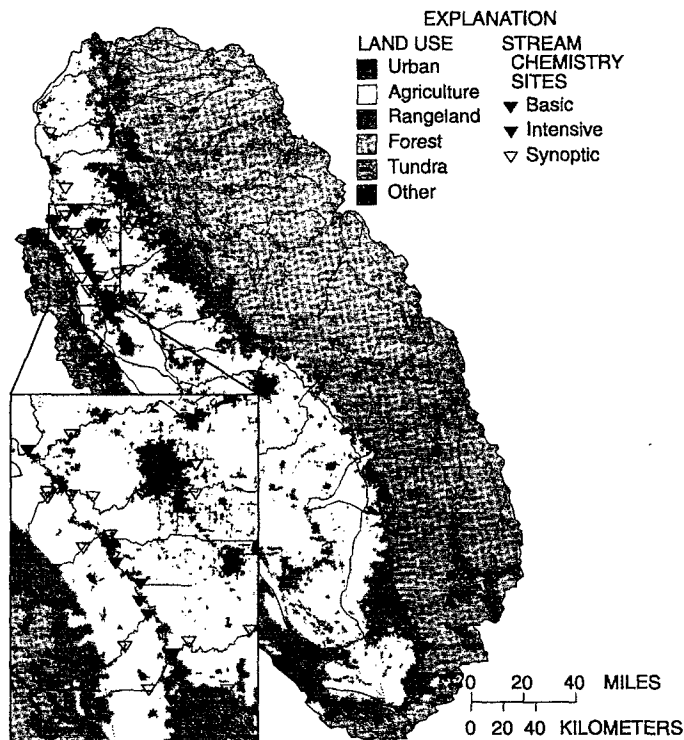 EXPLANATION
LAND USE
Urban
Agriculture
Rangeland
Forest
Tundra
Other
STREAM
CHEMISTRY
SITES
Basic
Intensive
Synoptic
20 20 40 MILES
0 20 40 KILOMETERS